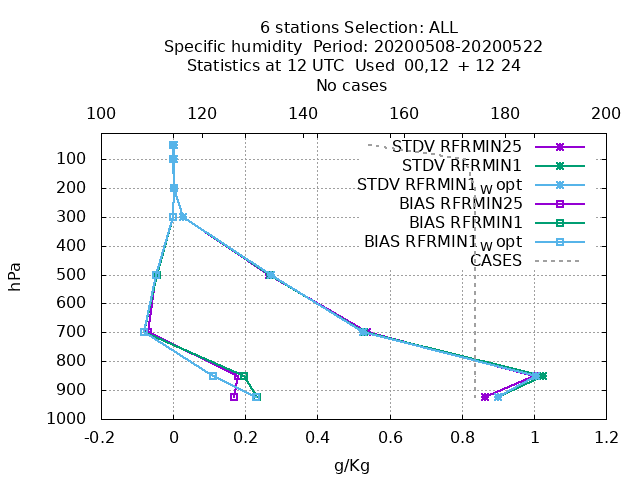 6 stations Selection: ALL
Specific humidity  Period: 20200508-20200522
Statistics at 12 UTC  Used  00,12  + 12 24
No cases
100 120 140 160 180 200
STDV RFRMIN25
STDV RFRMIN1
STDV RFRMIN1_w opt
BIAS RFRMIN25
BIAS RFRMIN1
BIAS RFRMIN1_w opt
CASES
hPa
100
200
300
400
500
600
700
800
900
1000
-0.2 0 0.2 0.4 0.6 0.8 1 1.2
g/Kg